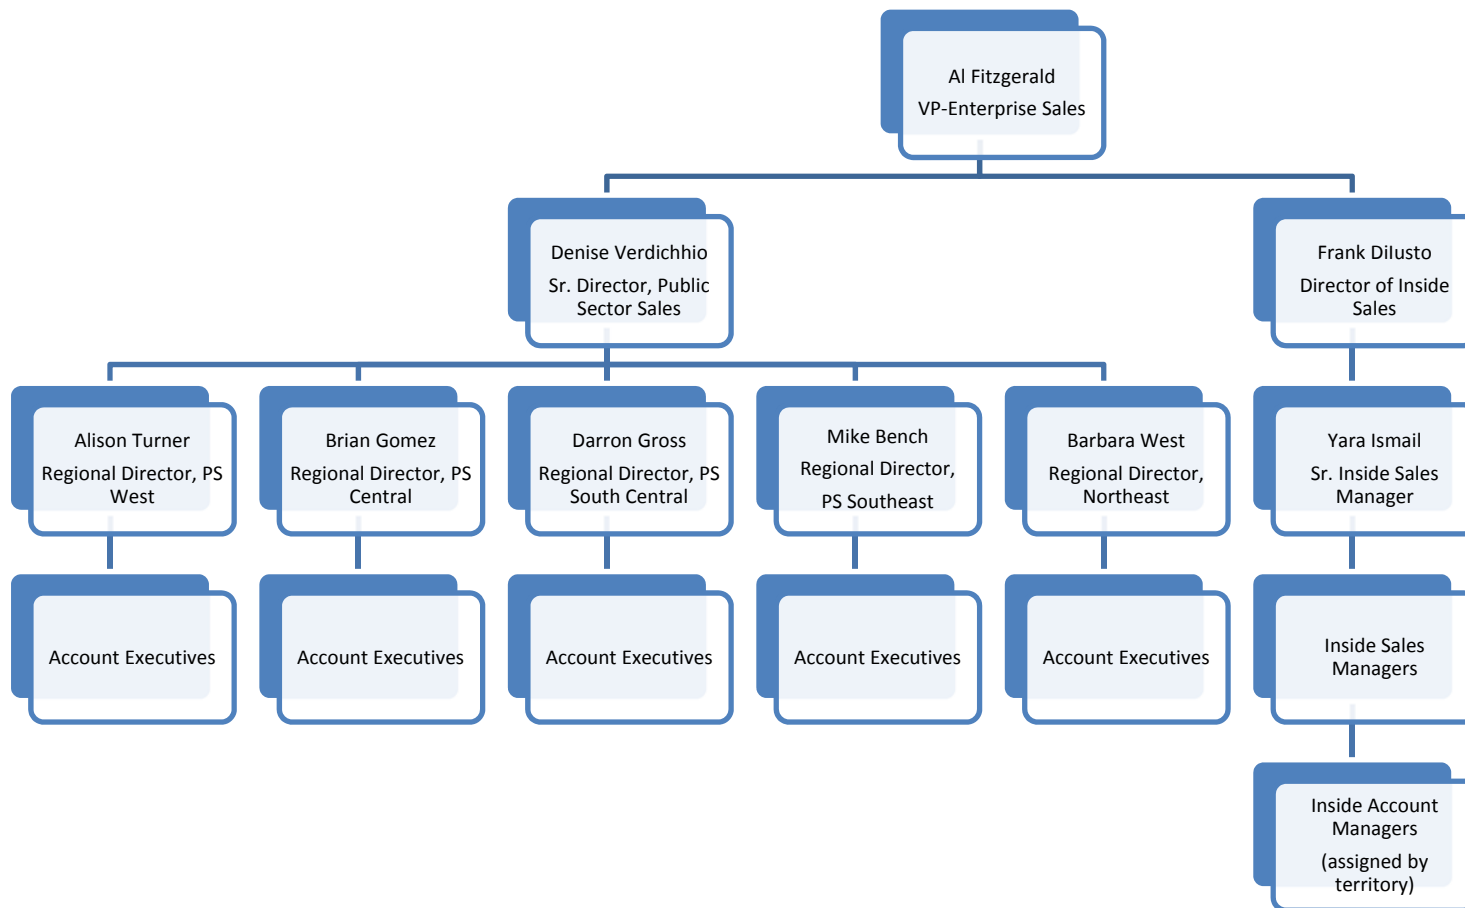 Al Fitzgerald
VP-Enterprise Sales
Denise Verdichhio
Sr. Director, Public
Sector Sales
Frank DiIusto
Director of Inside
Sales
Alison Turner
Regional Director, PS
West
Brian Gomez
Regional Director, PS
Central
Darron Gross
Regional Director, PS
South Central
Mike Bench
Regional Director,
PS Southeast
Barbara West
Regional Director,
Northeast
Yara Ismail
Sr. Inside Sales
Manager
Account Executives
Account Executives
Account Executives
Account Executives
Account Executives
Inside Sales
Managers
Inside Account
Managers
(assigned by
territory)